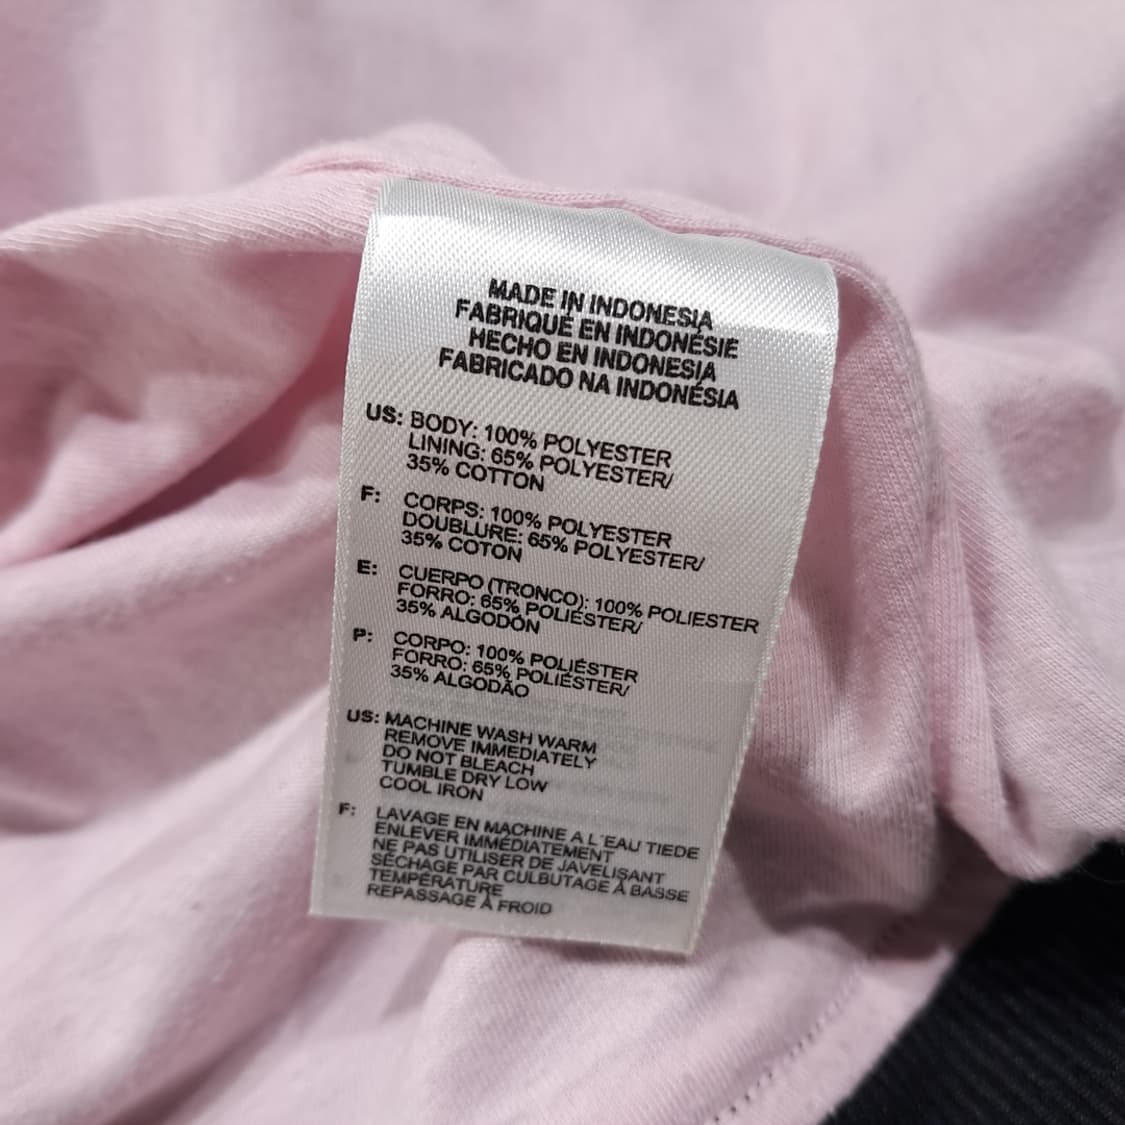 MADE IN INDONESIA
FABRIQUÉ EN INDONÉSIE
HECHO EN INDONESIA
FABRICADO NA INDONÉSIA
US: BODY: 100% POLYESTER
LINING: 65% POLYESTER/
35% COTTON
F: CORPS: 100% POLYESTER
DOUBLURE: 65% POLYESTER/
35% COTON
E: CUERPO (TRONCO): 100% POLIESTER
FORRO: 65% POLIÉSTER/
35% ALGODÓN
P: CORPO: 100% POLIÉSTER
FORRO: 65% POLIÉSTER/
35% ALGODÃO
US: MACHINE WASH WARM
REMOVE IMMEDIATELY
DO NOT BLEACH
TUMBLE DRY LOW
COOL IRON
F: LAVAGE EN MACHINE A L'EAU TIEDE
ENLEVER IMMÉDIATEMENT
NE PAS UTILISER DE JAVELISANT
SÉCHAGE PAR CULBUTAGE À BASSE
TEMPÉRATURE
REPASSAGE À FROID